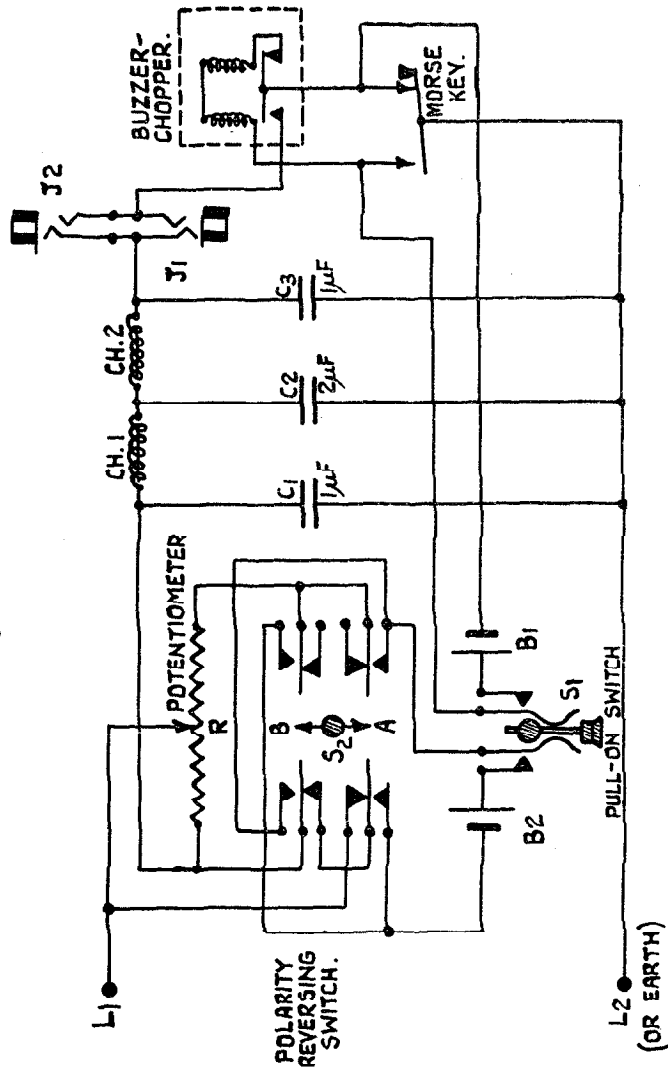 L1
L2
(OR EARTH)
POLARITY
REVERSING
SWITCH.
POTENTIOMETER
R
B
S2
A
B2
B1
S1
PULL-ON SWITCH
CH.1
CH.2
C1
1µF
C2
2µF
C3
1µF
J1
J2
BUZZER-
CHOPPER.
MORSE
KEY.